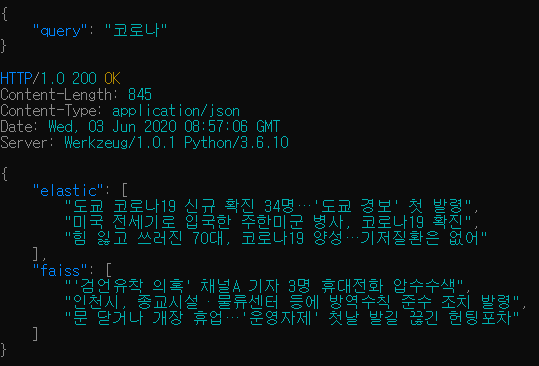 {
    "query": "코로나"
}
HTTP/1.0 200 OK
Content-Length: 845
Content-Type: application/json
Date: Wed, 03 Jun 2020 08:57:06 GMT
Server: Werkzeug/1.0.1 Python/3.6.10
{
    "elastic": [
        "도쿄 코로나19 신규 확진 34명…'도쿄 경보' 첫 발령",
        "미국 전세기로 입국한 주한미군 병사, 코로나19 확진",
        "힘 잃고 쓰러진 70대, 코로나19 양성…기저질환은 없어"
    ],
    "faiss": [
        "'검언유착 의혹' 채널A 기자 3명 휴대전화 압수수색",
        "인천시, 종교시설·물류센터 등에 방역수칙 준수 조치 발령",
        "문 닫거나 개장 휴업…'운영자제' 첫날 발길 끊긴 헌팅포차"
    ]
}